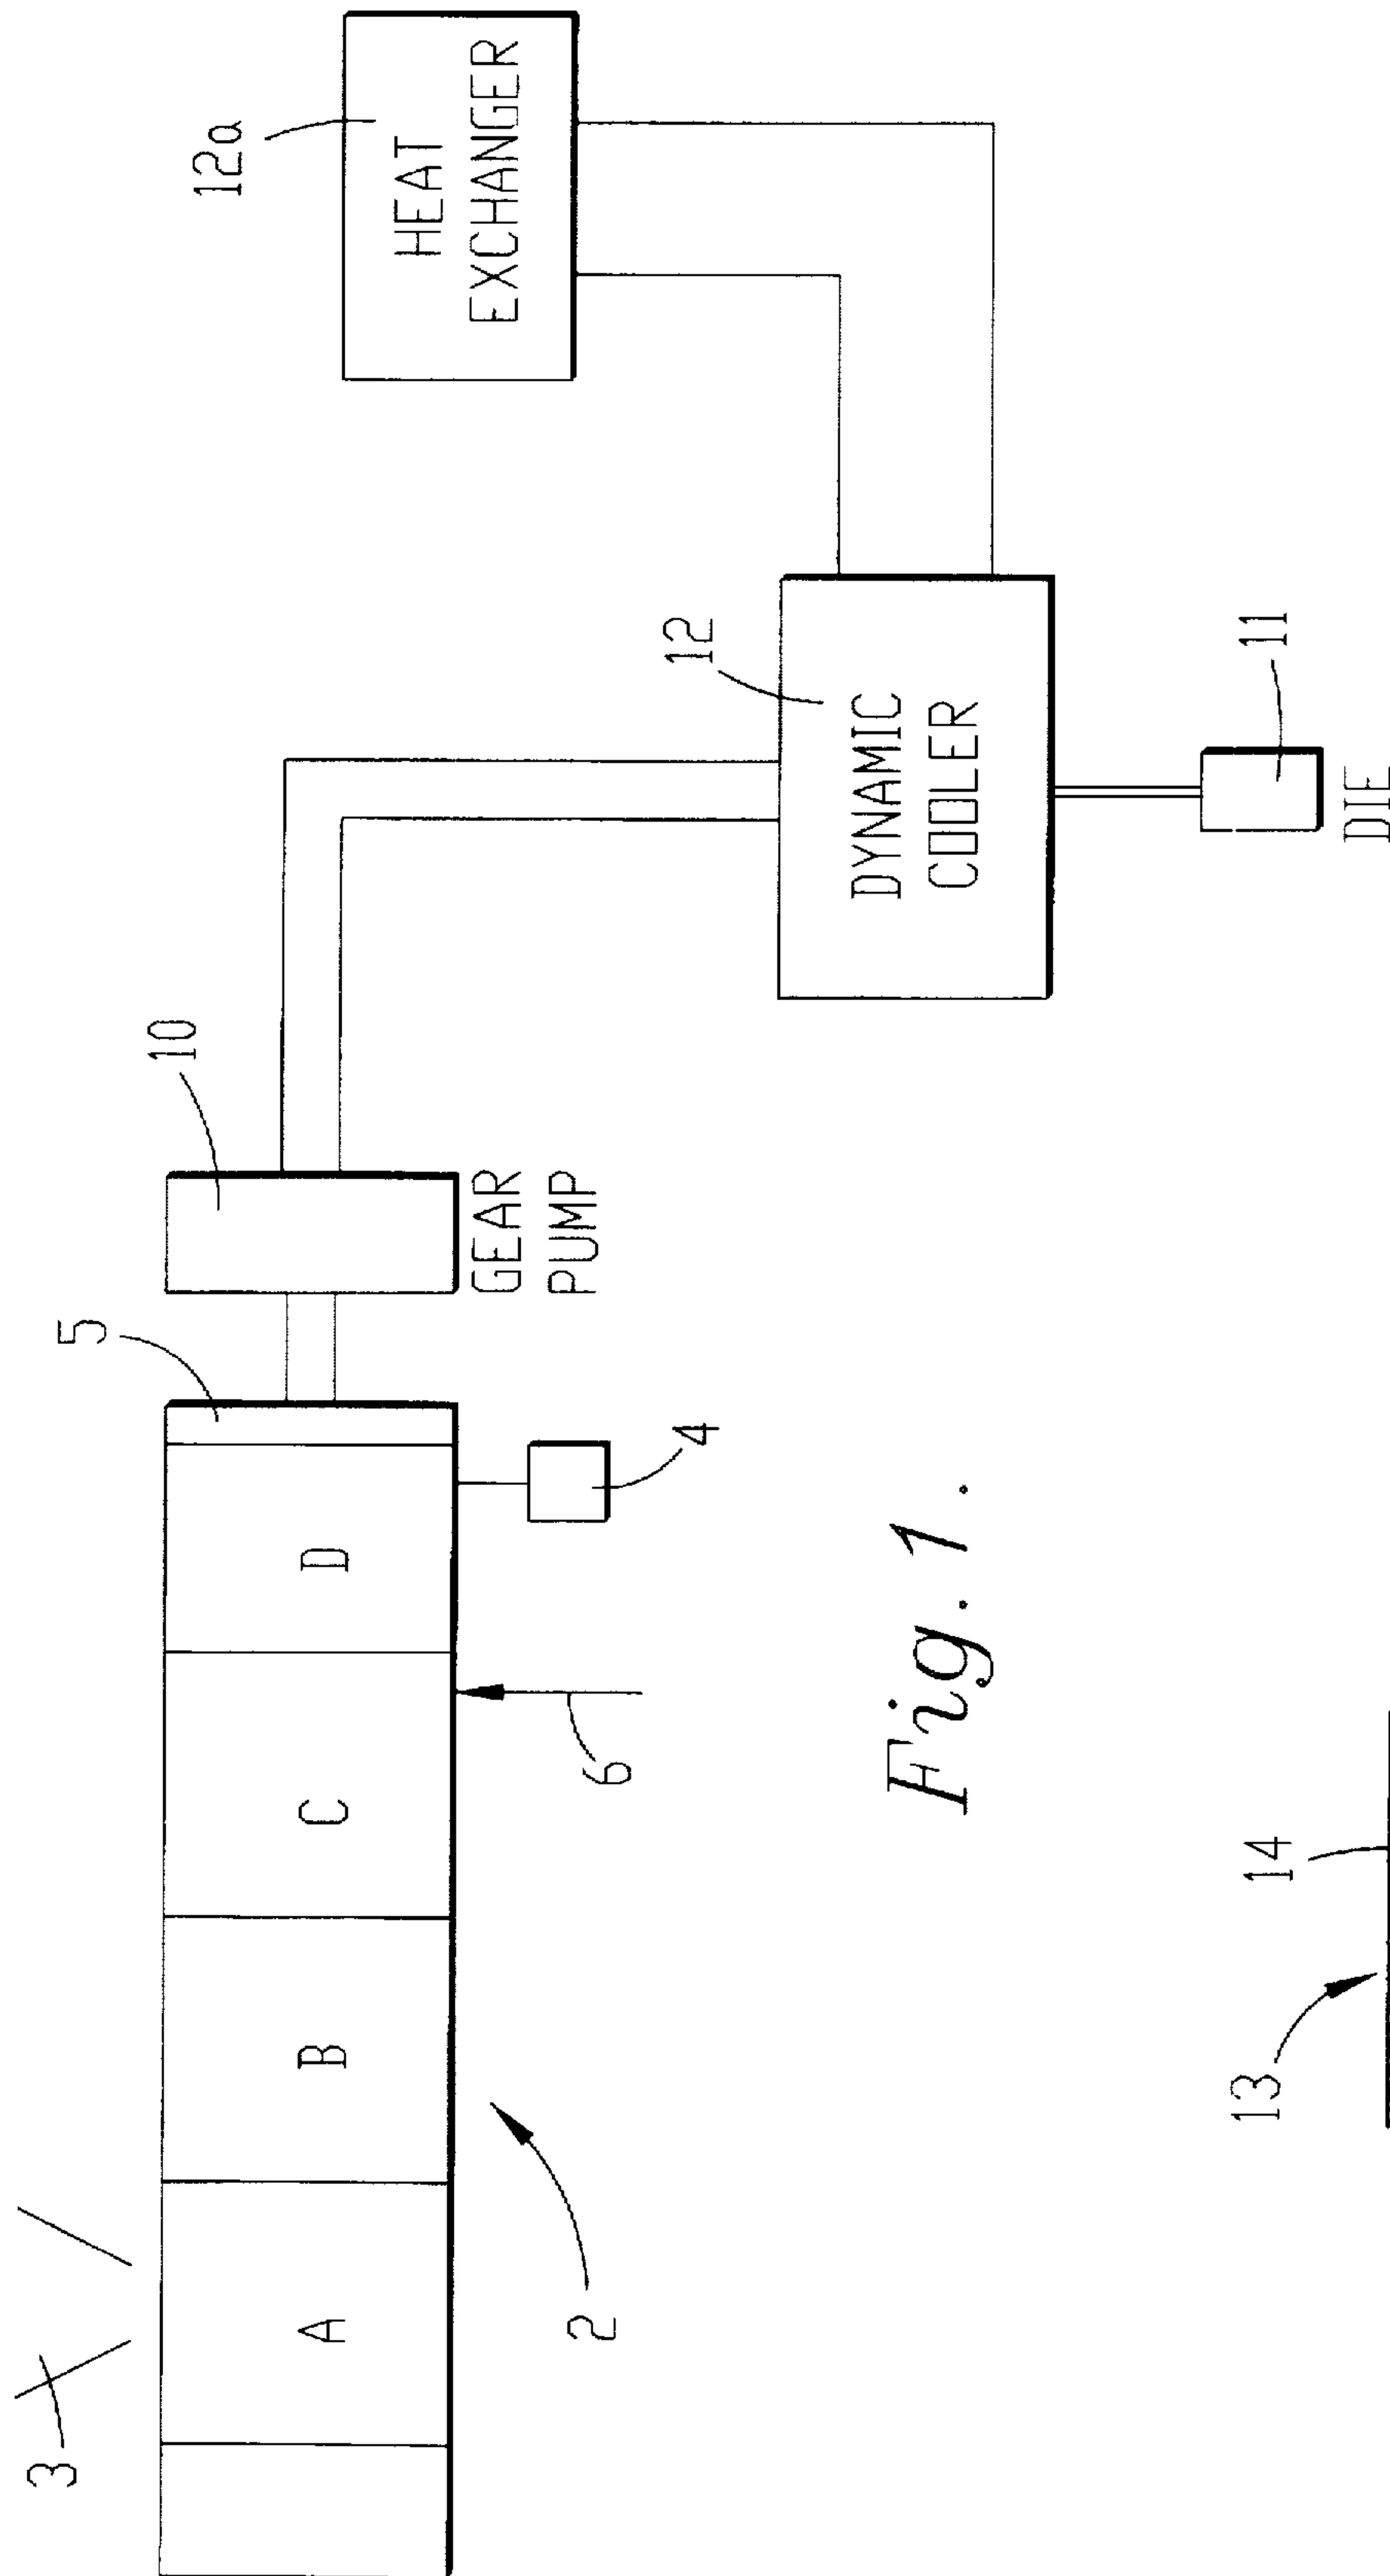 3
A
B
C
D
2
6
4
5
10
GEAR
PUMP
12
DYNAMIC
COOLER
12a
HEAT
EXCHANGER
11
DIE
Fig. 1.
13
14